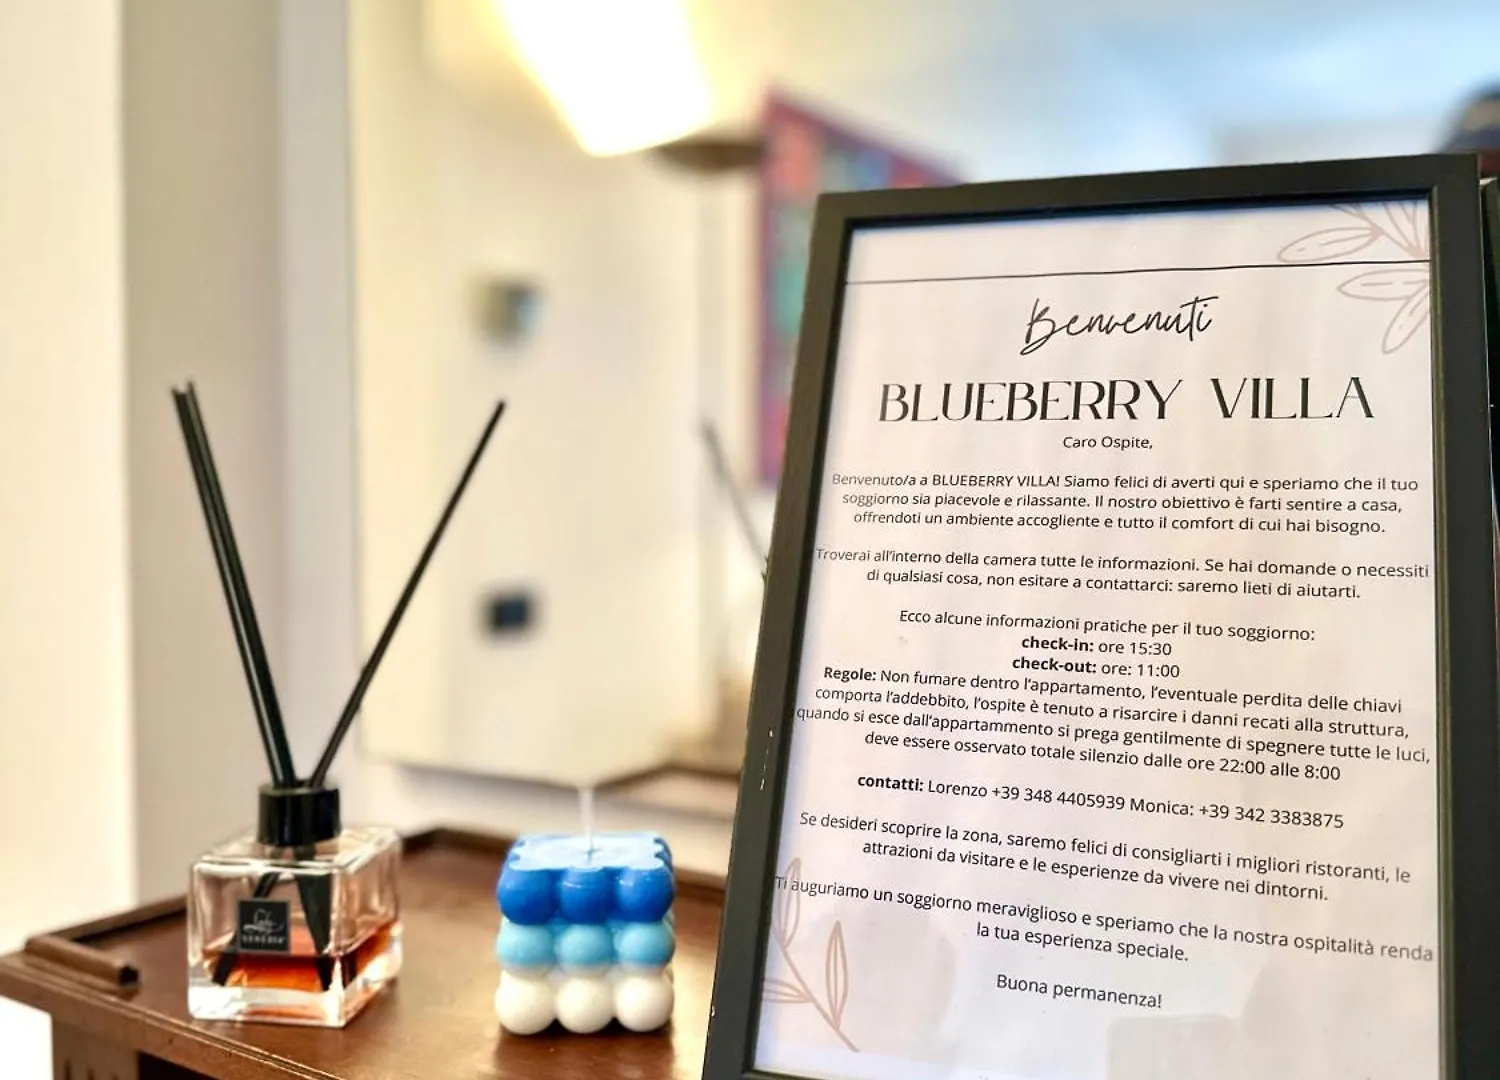 Benvenuti
BLUEBERRY VILLA
Caro Ospite,
Benvenuto/a a BLUEBERRY VILLA! Siamo felici di averti qui e speriamo che il tuo
soggiorno sia piacevole e rilassante. Il nostro obiettivo è farti sentire a casa,
offrendoti un ambiente accogliente e tutto il comfort di cui hai bisogno.
Troverai all'interno della camera tutte le informazioni. Se hai domande o necessiti
di qualsiasi cosa, non esitare a contattarci: saremo lieti di aiutarti.
Ecco alcune informazioni pratiche per il tuo soggiorno:
check-in: ore 15:30
check-out: ore: 11:00
Regole: Non fumare dentro l'appartamento, l'eventuale perdita delle chiavi
comporta l'addebbito, l'ospite è tenuto a risarcire i danni recati alla struttura,
quando si esce dall'appartammento si prega gentilmente di spegnere tutte le luci,
deve essere osservato totale silenzio dalle ore 22:00 alle 8:00
contatti: Lorenzo +39 348 4405939 Monica: +39 342 3383875
Se desideri scoprire la zona, saremo felici di consigliarti i migliori ristoranti, le
attrazioni da visitare e le esperienze da vivere nei dintorni.
Ti auguriamo un soggiorno meraviglioso e speriamo che la nostra ospitalità renda
la tua esperienza speciale.
Buona permanenza!